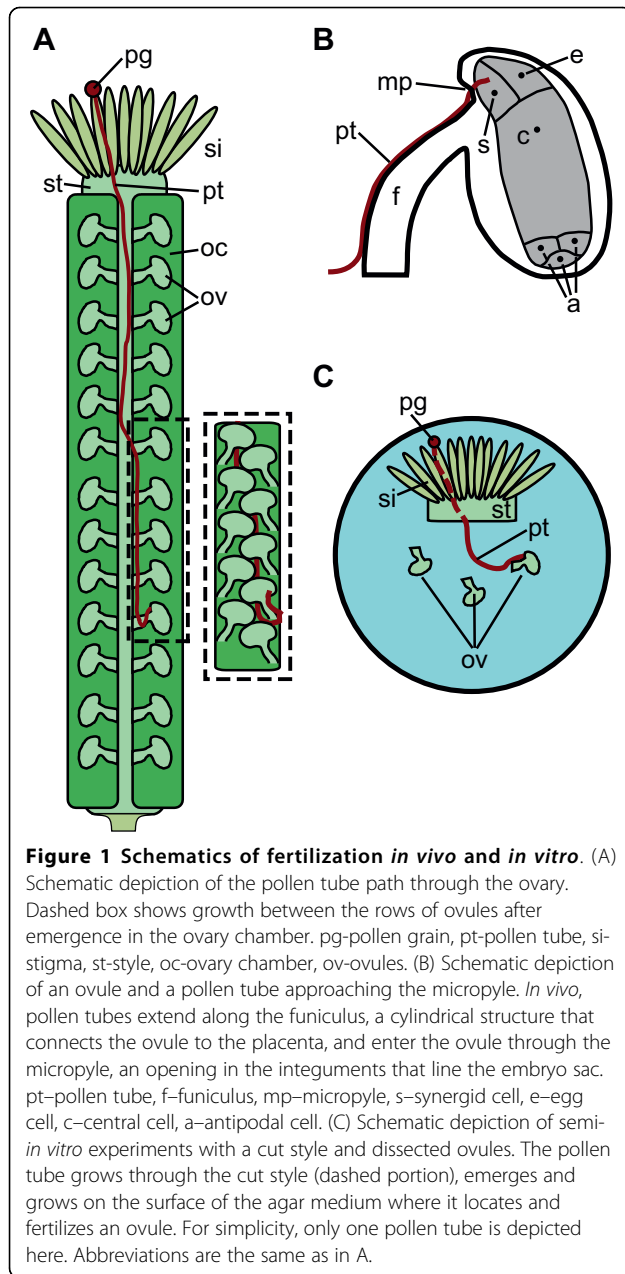 A
pg
si
st
pt
oc
ov
B
e
mp
s
c
pt
f
a
C
pg
si
st
pt
ov
Figure 1 Schematics of fertilization in vivo and in vitro. (A)
Schematic depiction of the pollen tube path through the ovary.
Dashed box shows growth between the rows of ovules after
emergence in the ovary chamber. pg-pollen grain, pt-pollen tube, si-
stigma, st-style, oc-ovary chamber, ov-ovules. (B) Schematic depiction
of an ovule and a pollen tube approaching the micropyle. In vivo,
pollen tubes extend along the funiculus, a cylindrical structure that
connects the ovule to the placenta, and enter the ovule through the
micropyle, an opening in the integuments that line the embryo sac.
pt–pollen tube, f–funiculus, mp–micropyle, s–synergid cell, e–egg
cell, c–central cell, a–antipodal cell. (C) Schematic depiction of semi-
in vitro experiments with a cut style and dissected ovules. The pollen
tube grows through the cut style (dashed portion), emerges and
grows on the surface of the agar medium where it locates and
fertilizes an ovule. For simplicity, only one pollen tube is depicted
here. Abbreviations are the same as in A.